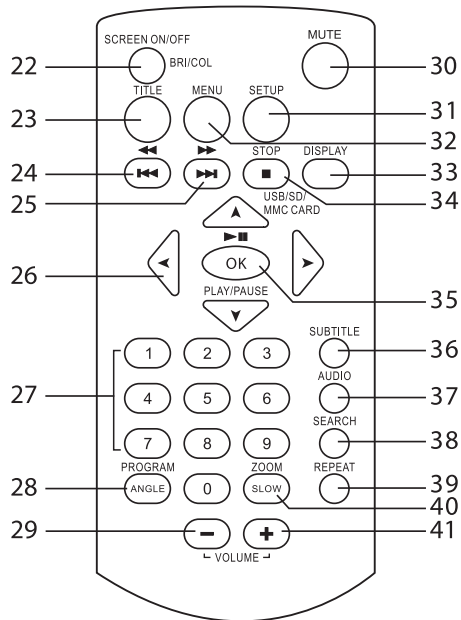 SCREEN ON/OFF
MUTE
22
BRI/COL
30
TITLE
MENU
SETUP
23
31
32
STOP
DISPLAY
24
33
25
34
USB/SD/
MMC CARD
26
OK
35
PLAY/PAUSE
SUBTITLE
27
1
2
3
36
AUDIO
4
5
6
37
SEARCH
7
8
9
38
PROGRAM
ZOOM
REPEAT
28
ANGLE
0
SLOW
39
40
29
−
+
41
VOLUME